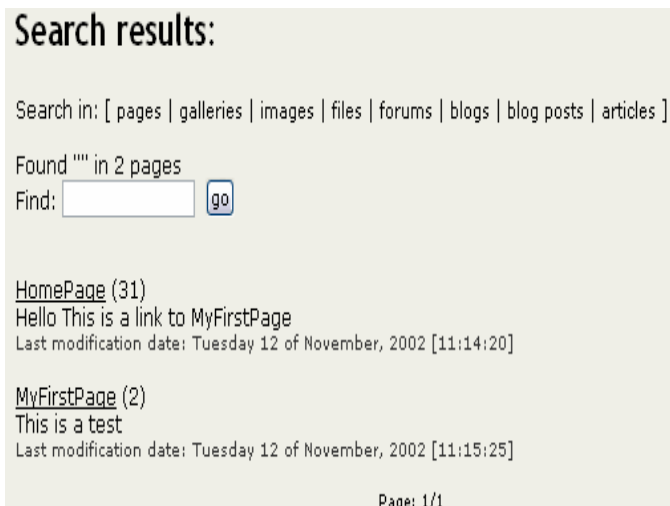 Search results:
Search in: [ pages | galleries | images | files | forums | blogs | blog posts | articles ]
Found "" in 2 pages
Find: go
HomePage (31)
Hello This is a link to MyFirstPage
Last modification date: Tuesday 12 of November, 2002 [11:14:20]
MyFirstPage (2)
This is a test
Last modification date: Tuesday 12 of November, 2002 [11:15:25]
Page: 1/1